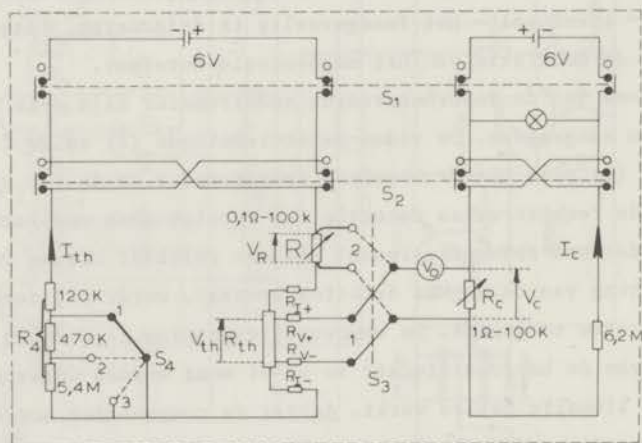 6V
6V
S1
S2
0,1Ω-100k
Ith
VR
R
2
V0
Ic
120K
1
R4
470K
2
S4
5,4M
3
RI+
Vth
Rth
RV+
RV-
RI-
S3
Rc
Vc
1Ω-100K
6,2M